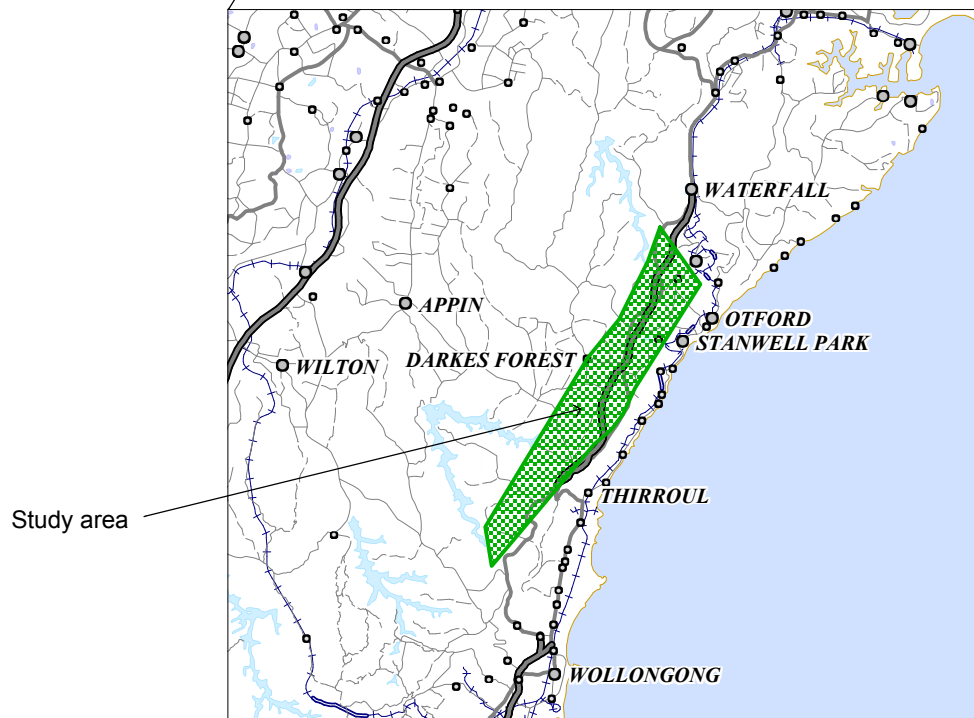 WATERFALL
APPIN
OTFORD
STANWELL PARK
DARKES FOREST
WILTON
THIRROUL
Study area
WOLLONGONG